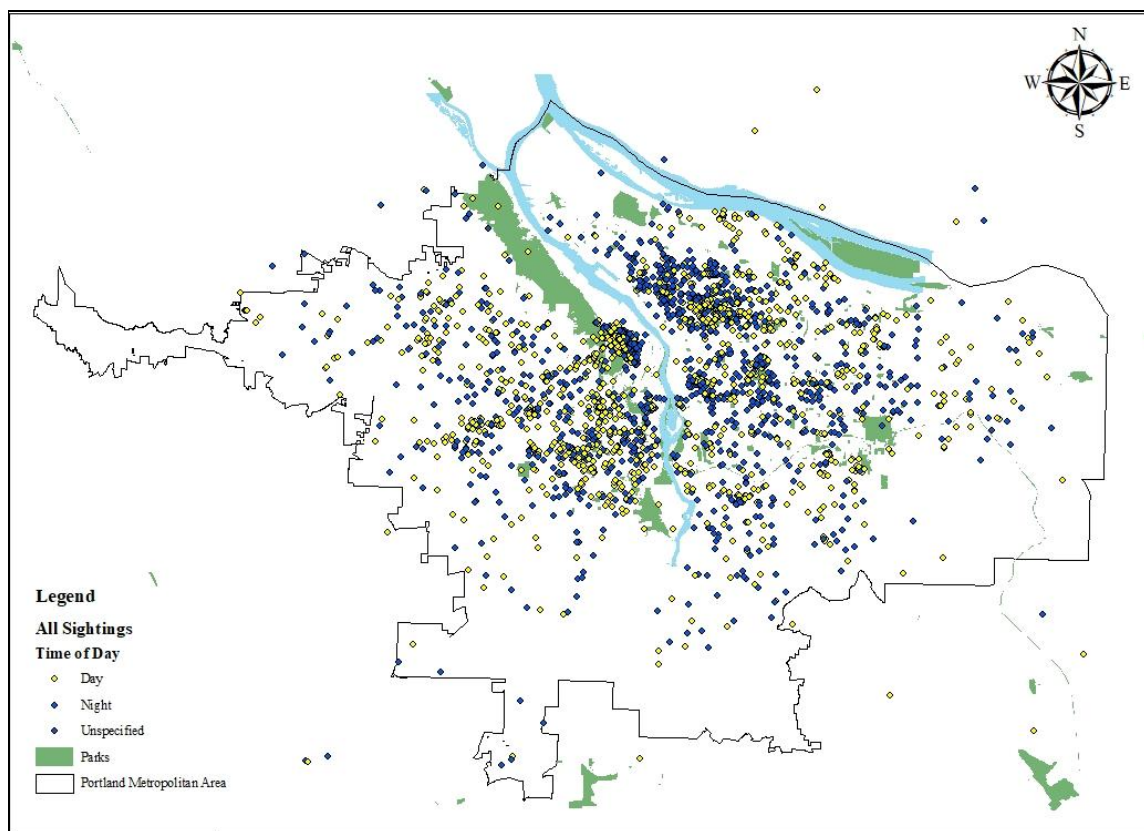 N
W E
S
Legend
All Sightings
Time of Day
Day
Night
Unspecified
Parks
Portland Metropolitan Area